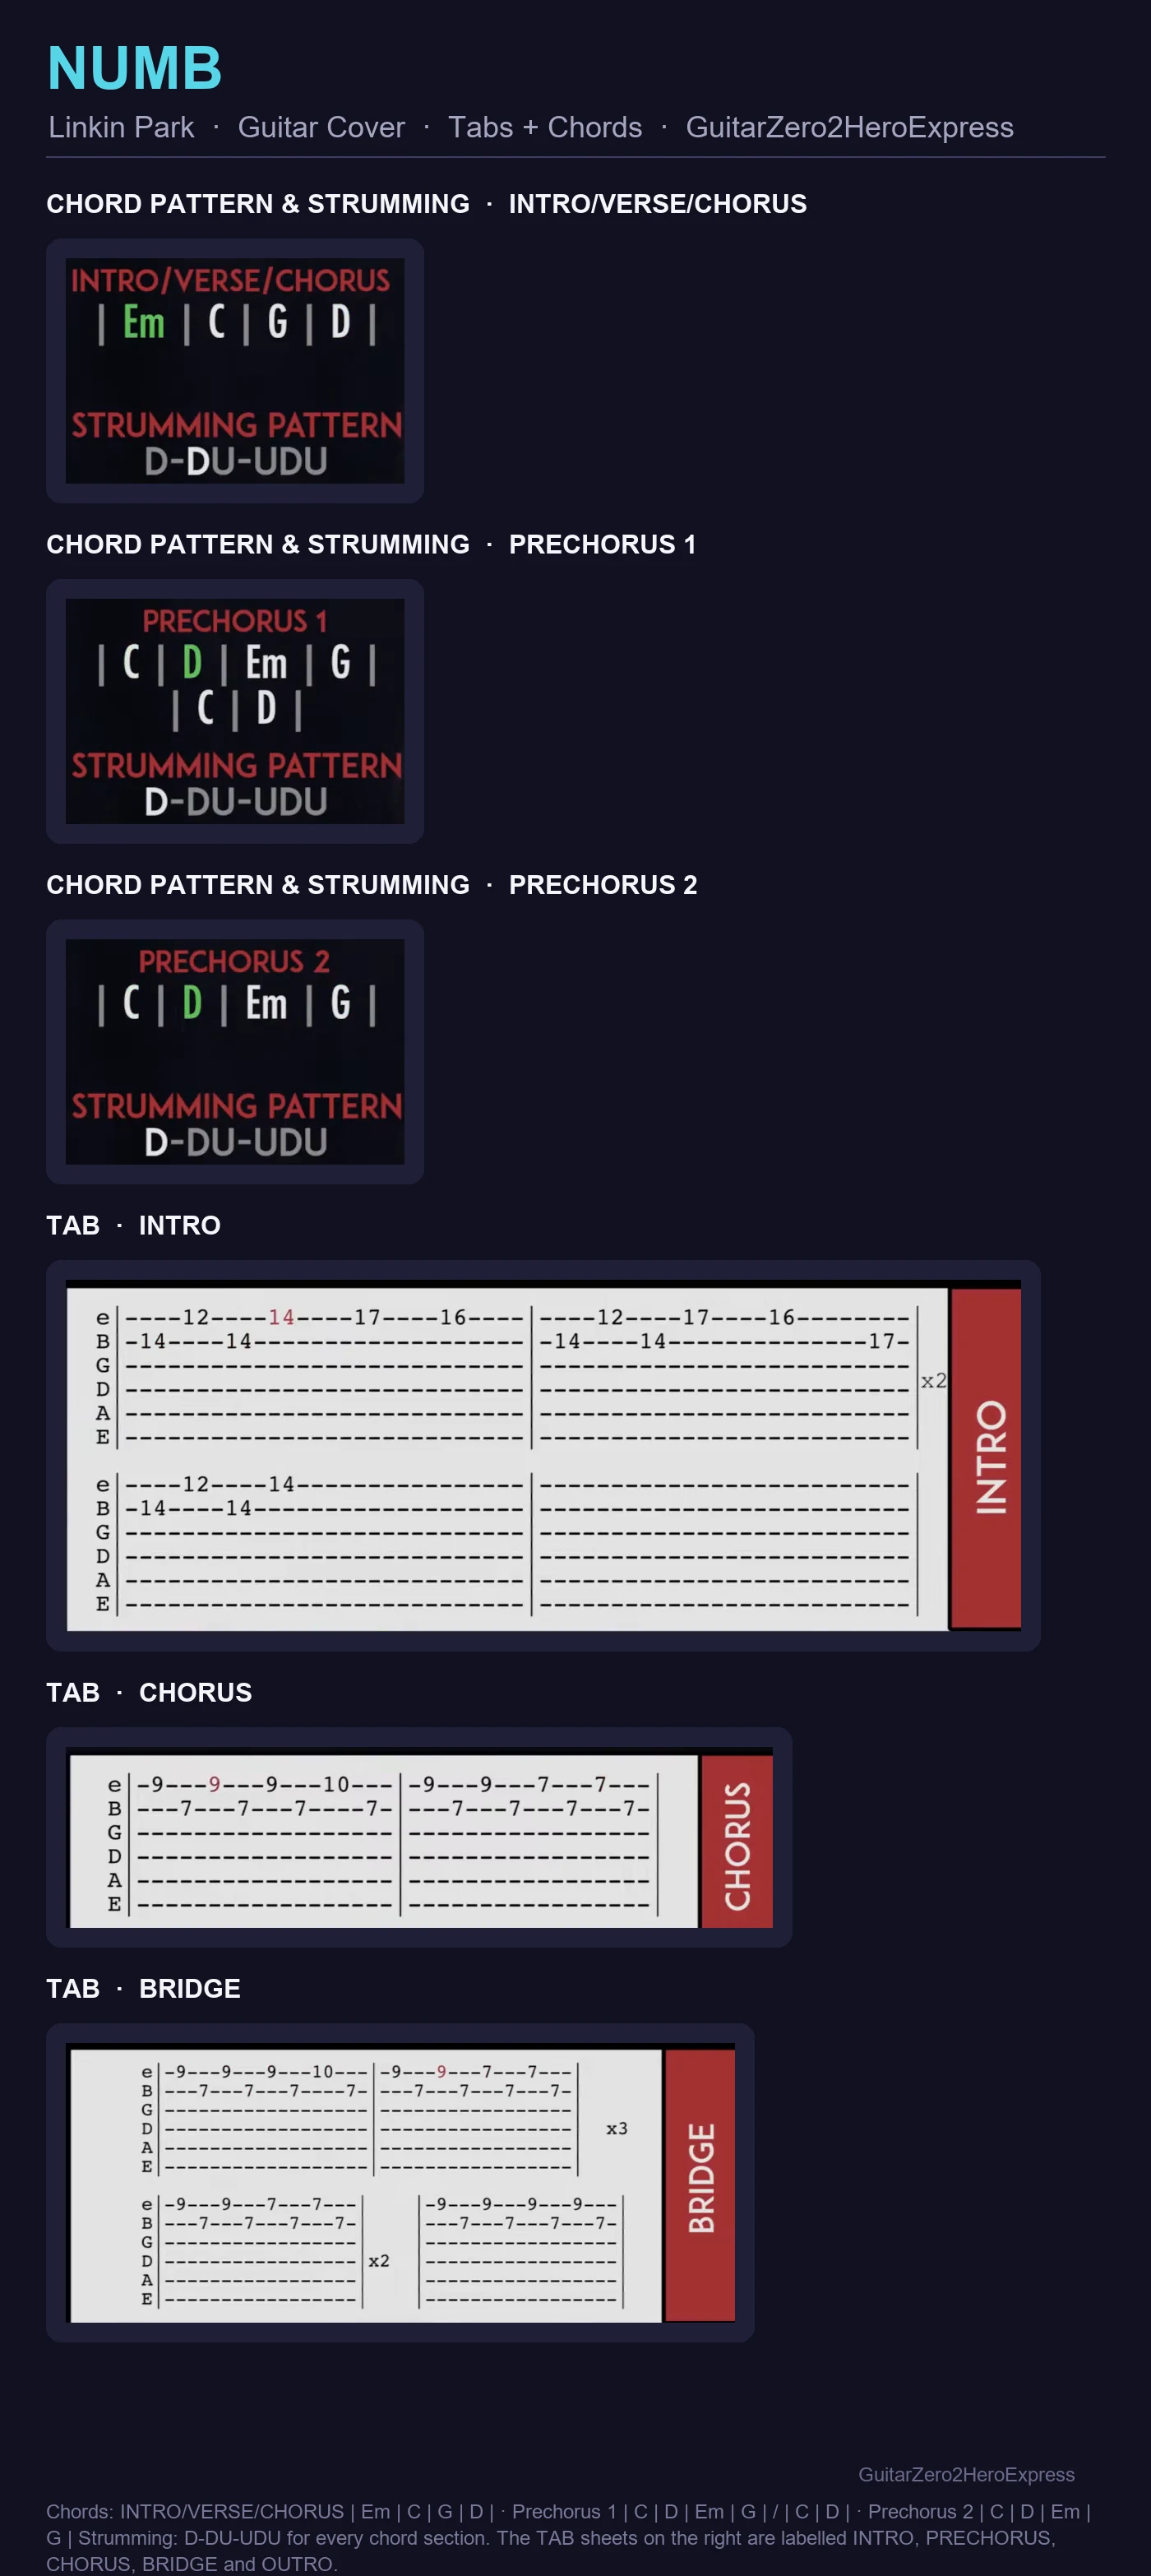 NUMB
Linkin Park · Guitar Cover · Tabs + Chords · GuitarZero2HeroExpress
CHORD PATTERN & STRUMMING · INTRO/VERSE/CHORUS
INTRO/VERSE/CHORUS
| Em | C | G | D |
STRUMMING PATTERN
D-DU-UDU
CHORD PATTERN & STRUMMING · PRECHORUS 1
PRECHORUS 1
| C | D | Em | G |
| C | D |
STRUMMING PATTERN
D-DU-UDU
CHORD PATTERN & STRUMMING · PRECHORUS 2
PRECHORUS 2
| C | D | Em | G |
STRUMMING PATTERN
D-DU-UDU
TAB · INTRO
e|----12----14----17----16----|----12----17----16--------|
B|-14----14-------------------|-14----14--------------17-|
G|----------------------------|--------------------------|
D|----------------------------|--------------------------|x2
A|----------------------------|--------------------------|
E|----------------------------|--------------------------|
e|----12----14----------------|--------------------------|
B|-14----14-------------------|--------------------------|
G|----------------------------|--------------------------|
D|----------------------------|--------------------------|
A|----------------------------|--------------------------|
E|----------------------------|--------------------------|
INTRO
TAB · CHORUS
e|-9---9---9---10---|-9---9---7---7---|
B|---7---7---7----7-|---7---7---7---7-|
G|------------------|-----------------|
D|------------------|-----------------|
A|------------------|-----------------|
E|------------------|-----------------|
CHORUS
TAB · BRIDGE
e|-9---9---9---10---|-9---9---7---7---|
B|---7---7---7----7-|---7---7---7---7-|
G|------------------|-----------------|
D|------------------|-----------------| x3
A|------------------|-----------------|
E|------------------|-----------------|
e|-9---9---7---7---| |-9---9---9---9---|
B|---7---7---7---7-| |---7---7---7---7-|
G|-----------------| |-----------------|
D|-----------------|x2 |-----------------|
A|-----------------| |-----------------|
E|-----------------| |-----------------|
BRIDGE
GuitarZero2HeroExpress
Chords: INTRO/VERSE/CHORUS | Em | C | G | D | · Prechorus 1 | C | D | Em | G | / | C | D | · Prechorus 2 | C | D | Em |
G | Strumming: D-DU-UDU for every chord section. The TAB sheets on the right are labelled INTRO, PRECHORUS,
CHORUS, BRIDGE and OUTRO.